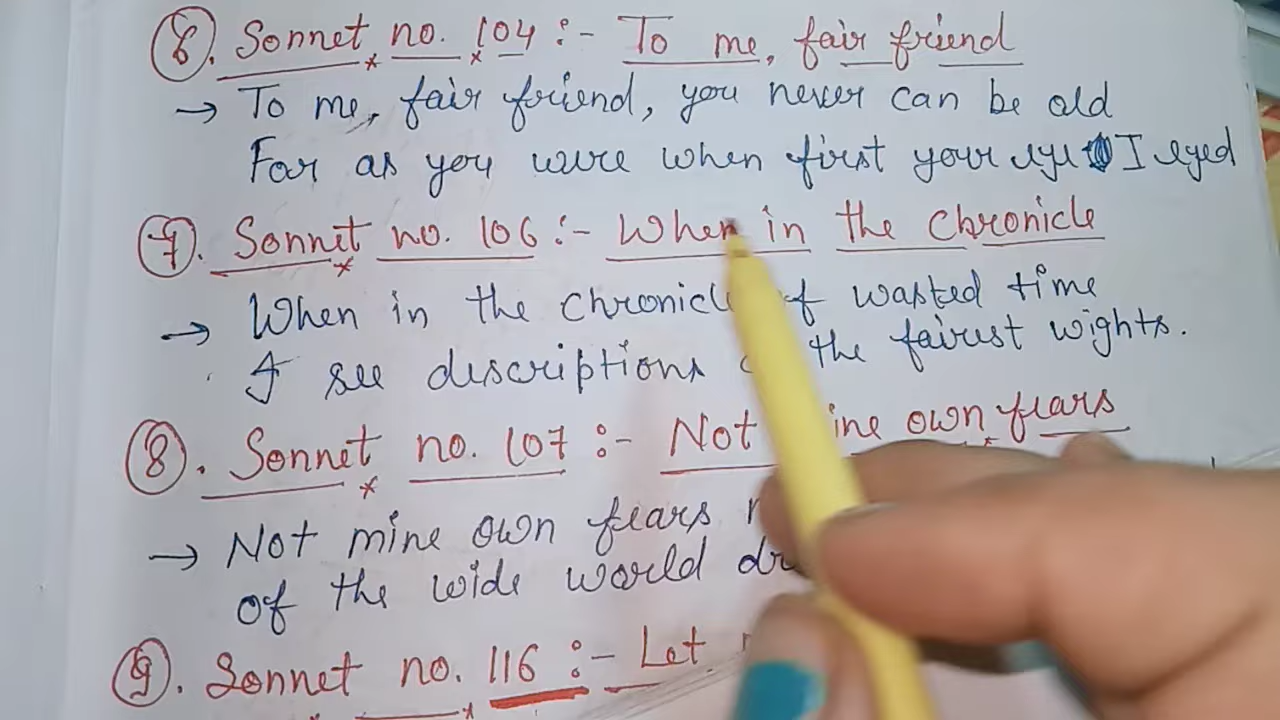 6. Sonnet no. 104 :- To me, fair friend
→ To me, fair friend, you never can be old
For as you were when first your eye I eyed
7. Sonnet no. 106 :- When in the Chronicle
→ When in the Chronicle of wasted time
I see descriptions the fairest wights.
8. Sonnet no. 107 :- Not own fears
→ Not mine own fears
of the wide world
9. Sonnet no. 116 :- Let